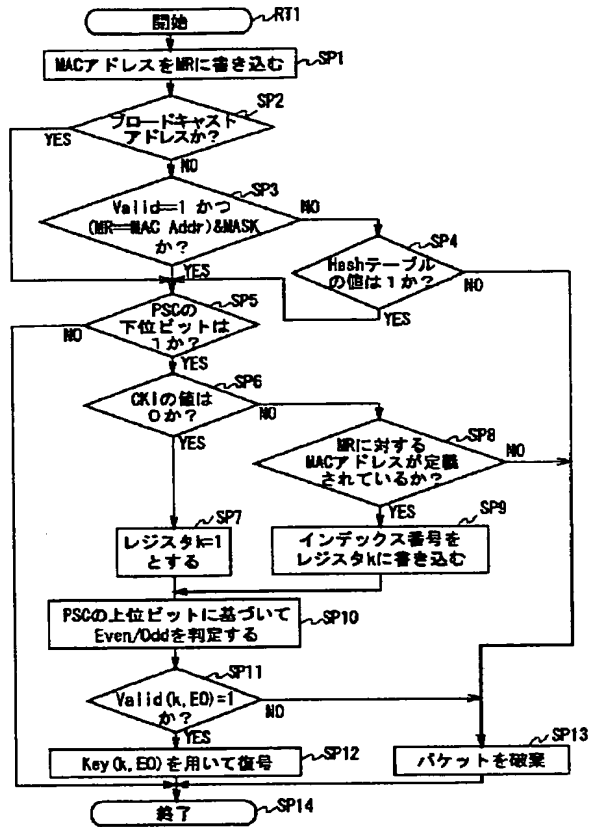 開始
RT1
MACアドレスをMRに書き込む
SP1
SP2
ブロードキャスト
アドレスか?
YES
NO
SP3
Valid=1 かつ
(MR==MAC Addr)&MASK
か?
NO
YES
SP4
Hashテーブル
の値は1か?
NO
YES
SP5
PSCの
下位ビットは
1か?
NO
YES
SP6
CKIの値は
0か?
NO
YES
SP8
MRに対する
MACアドレスが定義
されているか?
NO
YES
SP7
レジスタk=1
とする
SP9
インデックス番号を
レジスタkに書き込む
PSCの上位ビットに基づいて
Even/Oddを判定する
SP10
SP11
Valid(k,EO)=1
か?
NO
YES
Key(k,EO)を用いて復号
SP12
SP13
パケットを破棄
終了
SP14